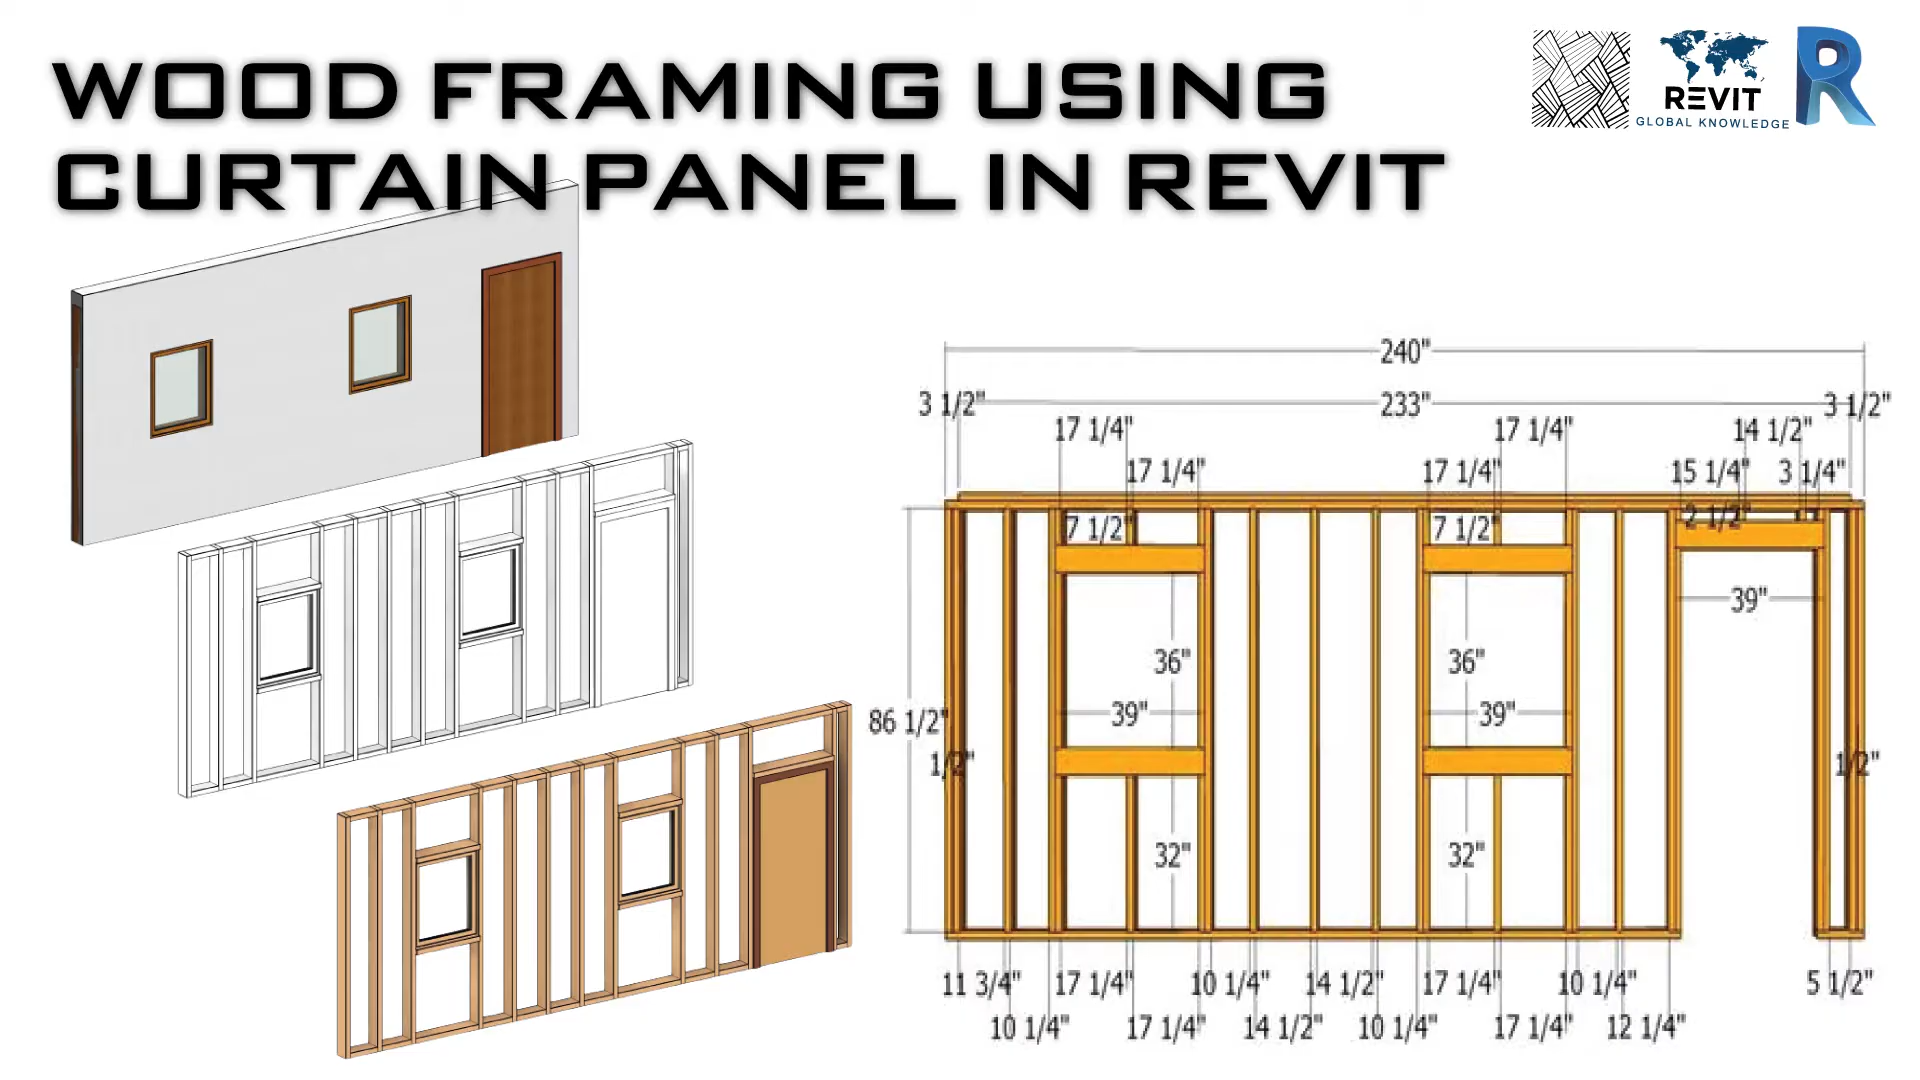 WOOD FRAMING USING
CURTAIN PANEL IN REVIT
REVIT
GLOBAL KNOWLEDGE
R
240"
3 1/2" 233" 3 1/2"
17 1/4" 17 1/4" 14 1/2"
17 1/4" 17 1/4" 15 1/4" 3 1/4"
7 1/2" 7 1/2" 2 1/2"
39"
36" 36"
39" 39"
86 1/2"
1/2" 1/2"
32" 32"
11 3/4" 17 1/4" 10 1/4" 14 1/2" 17 1/4" 10 1/4" 5 1/2"
10 1/4" 17 1/4" 14 1/2" 10 1/4" 17 1/4" 12 1/4"